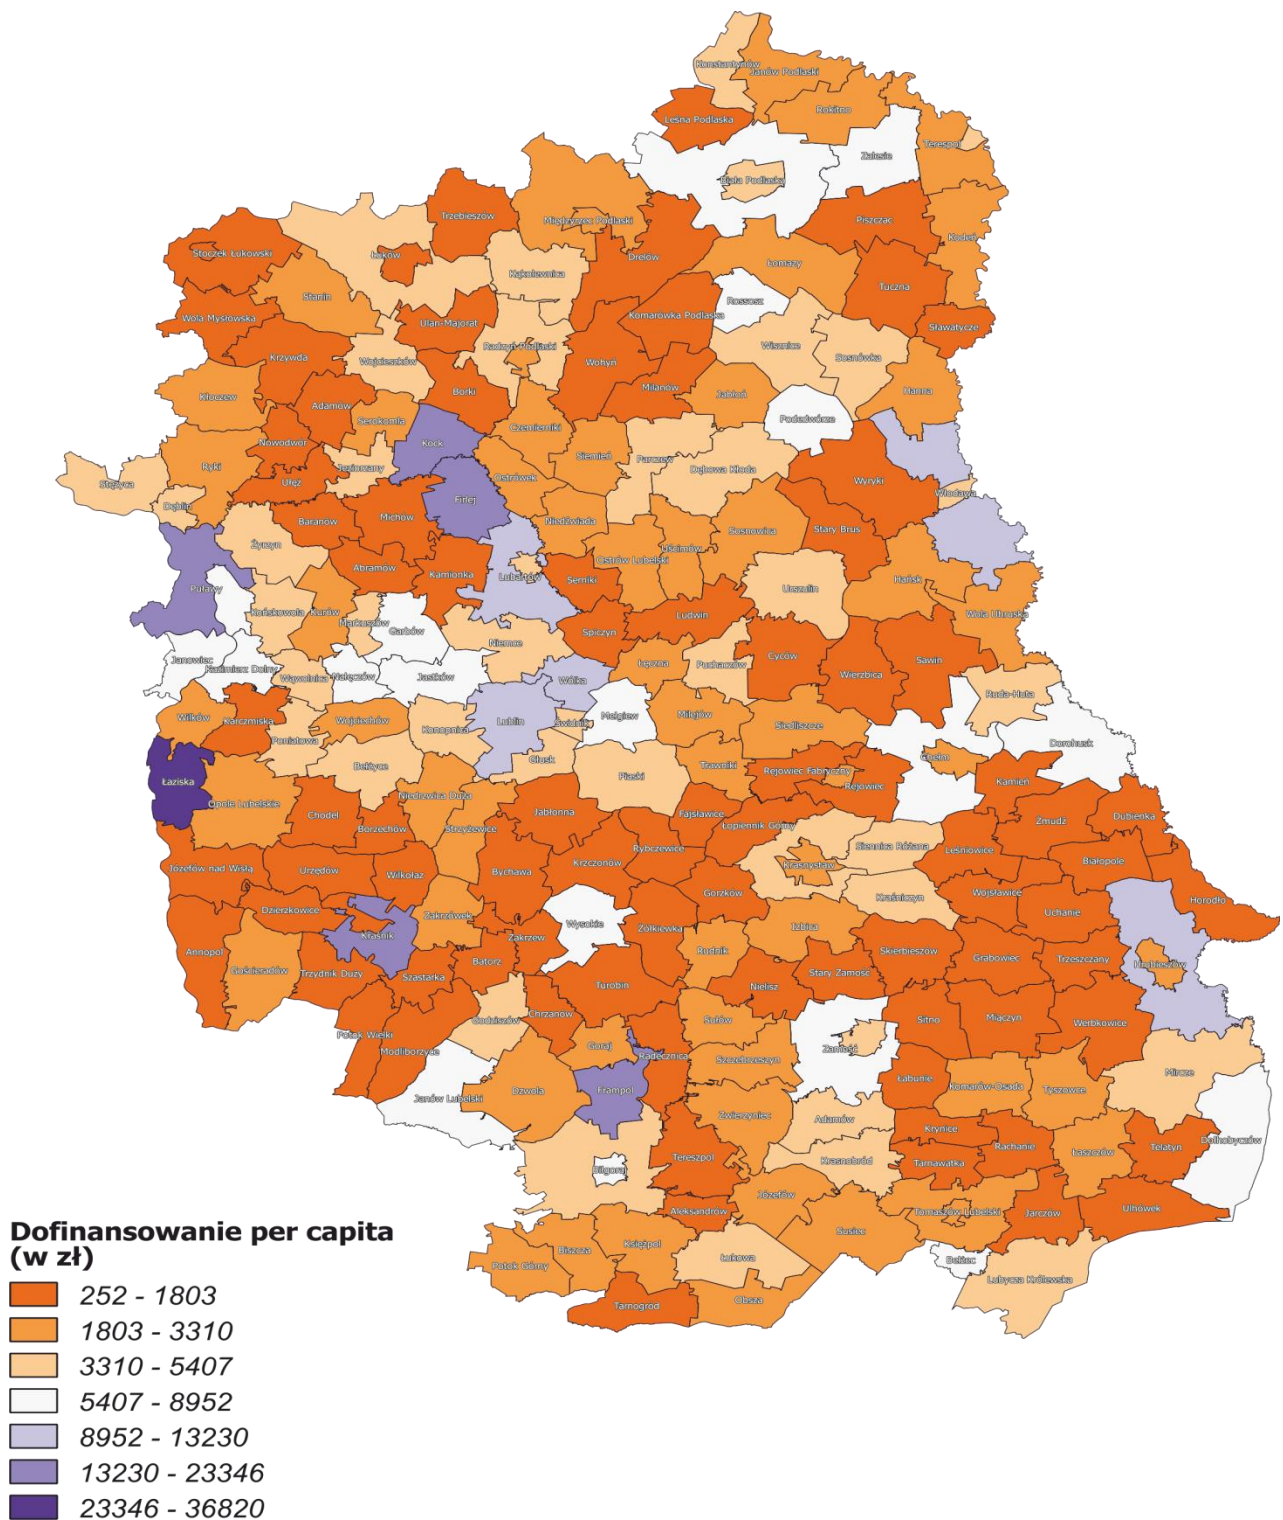 Konstantynów
Janów Podlaski
Rokitno
Leśna Podlaska
Terespol
Zalesie
Biała Podlaska
Trzebieszów
Międzyrzec Podlaski
Piszczac
Kodeń
Stoczek Łukowski
Łuków
Drelów
Łomazy
Kąkolewnica
Tuczna
Stanin
Rossosz
Wola Mysłowska
Ulan-Majorat
Komarówka Podlaska
Sławatycze
Radzyń Podlaski
Wisznice
Krzywda
Wojcieszków
Wohyń
Sosnówka
Milanów
Borki
Jabłoń
Hanna
Kłoczew
Adamów
Serokomla
Podedwórze
Czemierniki
Nowodwór
Kock
Siemień
Parczew
Ryki
Jeziorzany
Dębowa Kłoda
Stężyca
Ułęż
Ostrówek
Wyryki
Firlej
Włodawa
Dęblin
Michów
Baranów
Niedźwiada
Sosnowica
Stary Brus
Żyrzyn
Uścimów
Ostrów Lubelski
Abramów
Kamionka
Lubartów
Serniki
Hańsk
Puławy
Urszulin
Końskowola
Kurów
Ludwin
Wola Uhruska
Markuszów
Garbów
Spiczyn
Niemce
Janowiec
Kazimierz Dolny
Cyców
Sawin
Łęczna
Puchaczów
Wąwolnica
Nałęczów
Jastków
Wólka
Wierzbica
Ruda-Huta
Wilków
Karczmiska
Wojciechów
Konopnica
Lublin
Świdnik
Mełgiew
Milejów
Siedliszcze
Poniatowa
Dorohusk
Głusk
Chełm
Bełżyce
Trawniki
Rejowiec Fabryczny
Łaziska
Piaski
Rejowiec
Kamień
Niedrzwica Duża
Opole Lubelskie
Chodel
Jabłonna
Fajsławice
Dubienka
Borzechów
Strzyżewice
Łopiennik Górny
Żmudź
Rybczewice
Siennica Różana
Leśniowice
Józefów nad Wisłą
Urzędów
Wilkołaz
Bychawa
Krzczonów
Krasnystaw
Białopole
Gorzków
Kraśniczyn
Wojsławice
Horodło
Dzierzkowice
Zakrzówek
Uchanie
Kraśnik
Wysokie
Żółkiewka
Izbica
Zakrzew
Annopol
Rudnik
Skierbieszów
Gościeradów
Trzydnik Duży
Batorz
Grabowiec
Trzeszczany
Hrubieszów
Szastarka
Stary Zamość
Turobin
Nielisz
Chrzanów
Godziszów
Sułów
Sitno
Miączyn
Werbkowice
Potok Wielki
Modliborzyce
Goraj
Radecznica
Szczebrzeszyn
Zamość
Mircze
Łabunie
Komarów-Osada
Tyszowce
Dzwola
Frampol
Janów Lubelski
Zwierzyniec
Adamów
Krynice
Rachanie
Telatyn
Dołhobyczów
Tereszpol
Krasnobród
Tarnawatka
Łaszczów
Biłgoraj
Józefów
Aleksandrów
Tomaszów Lubelski
Jarczów
Ulhówek
Susiec
Księżpol
Biszcza
Łukowa
Bełżec
Potok Górny
Lubycza Królewska
Obsza
Tarnogród
Dofinansowanie per capita
(w zł)
252 - 1803
1803 - 3310
3310 - 5407
5407 - 8952
8952 - 13230
13230 - 23346
23346 - 36820